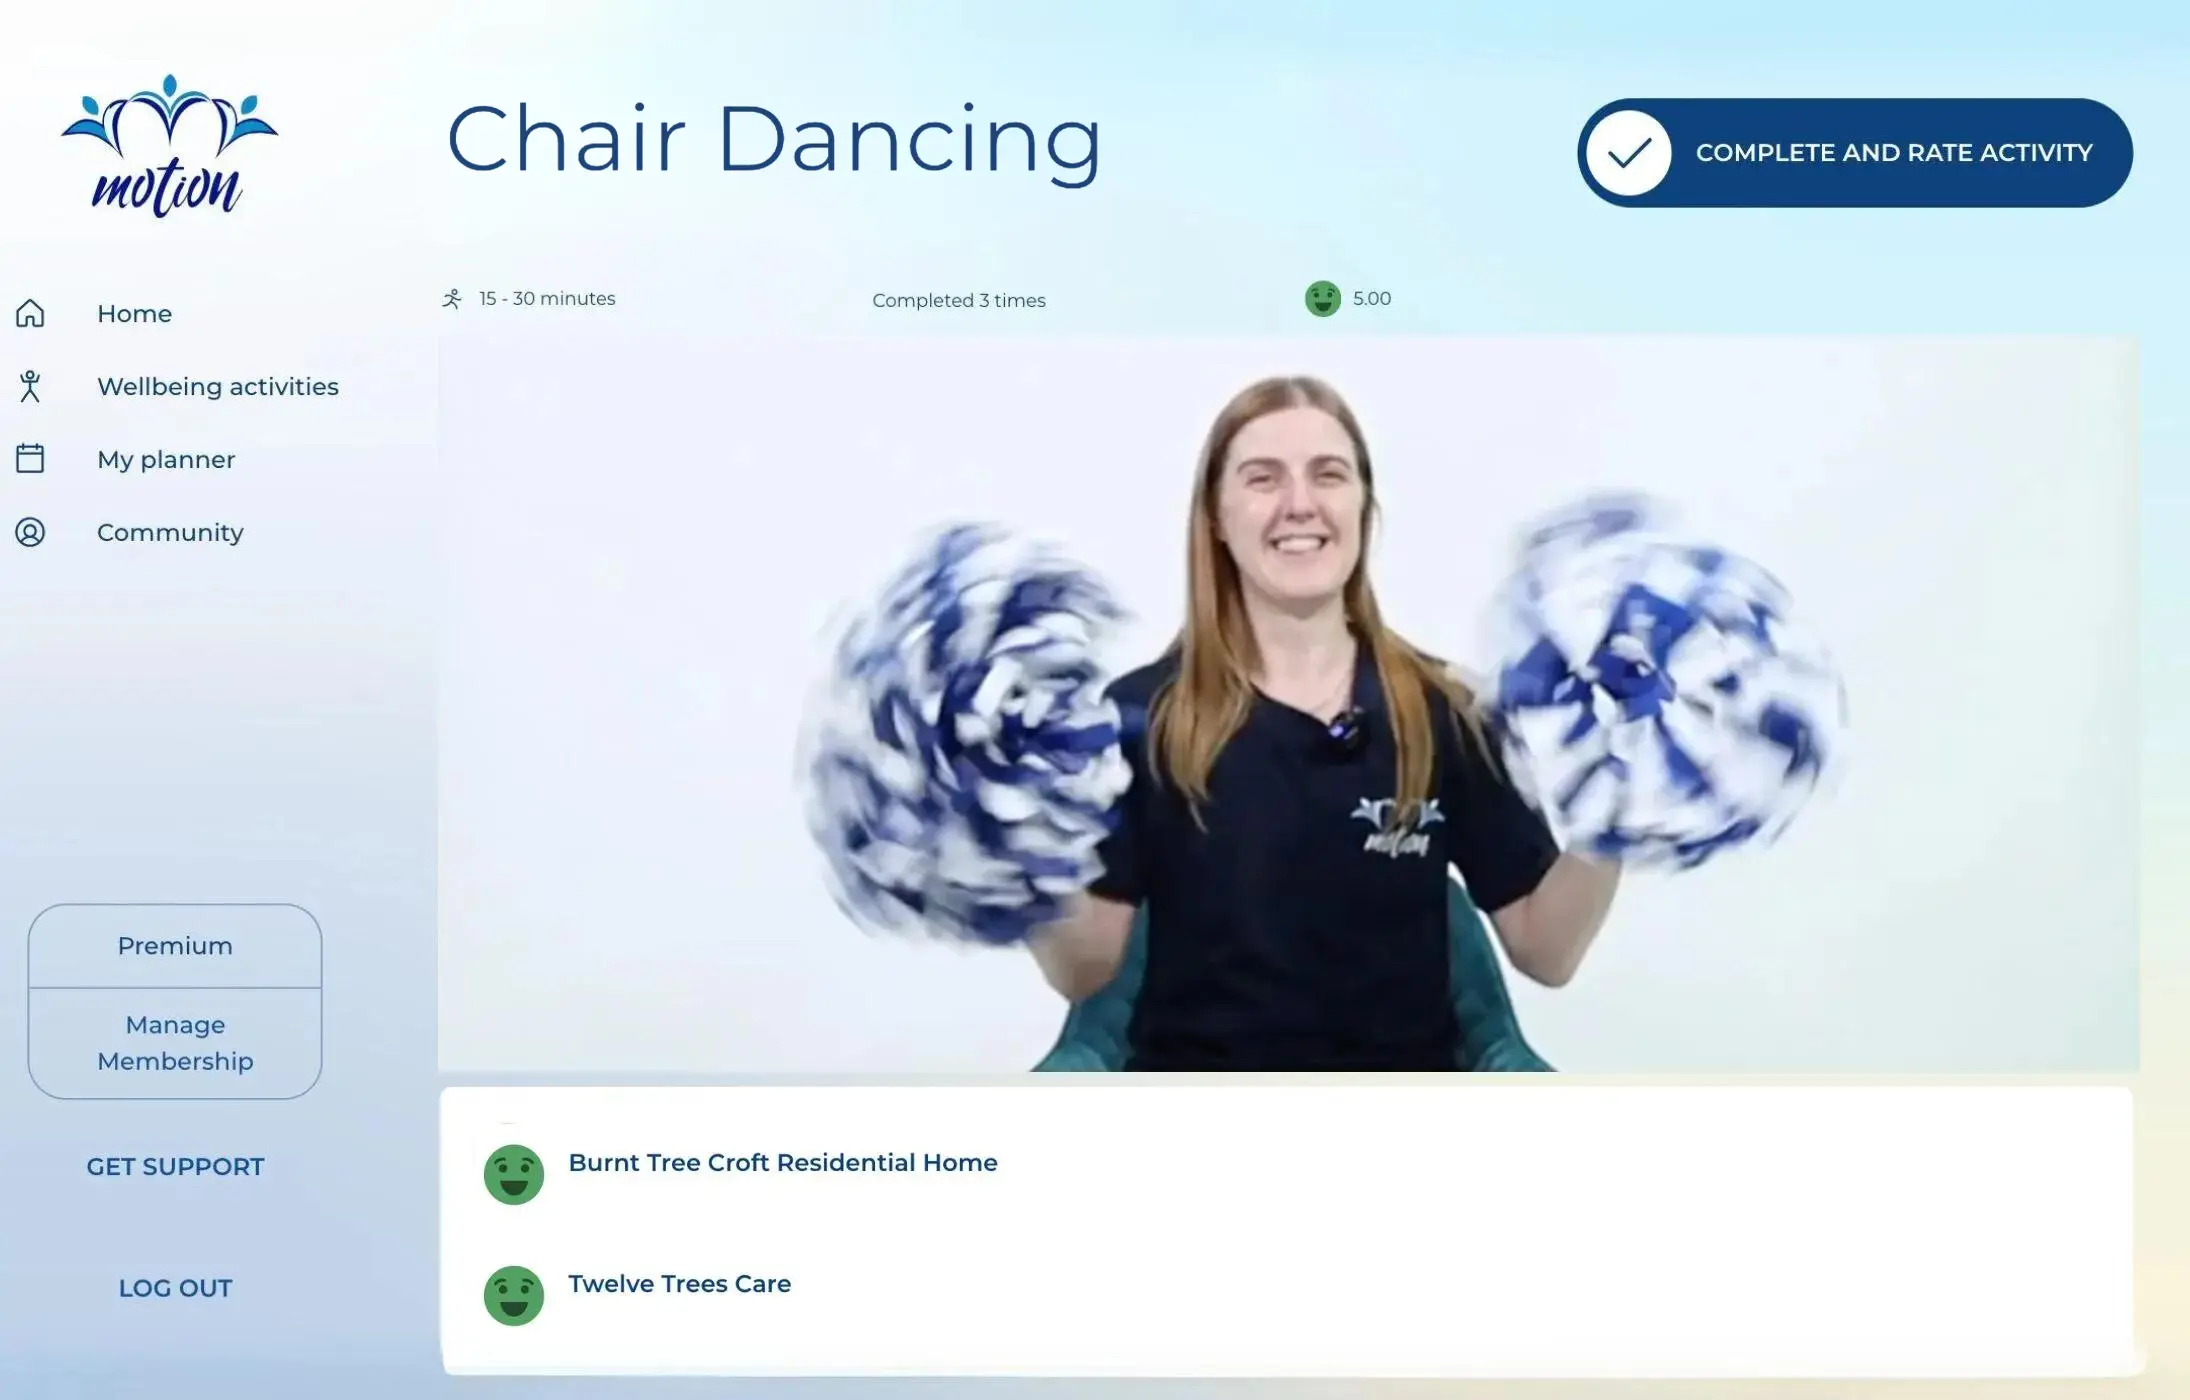 motion
Chair Dancing
COMPLETE AND RATE ACTIVITY
15 - 30 minutes
Completed 3 times
5.00
Home
Wellbeing activities
My planner
Community
motion
Premium
Manage
Membership
GET SUPPORT
LOG OUT
Burnt Tree Croft Residential Home
Twelve Trees Care